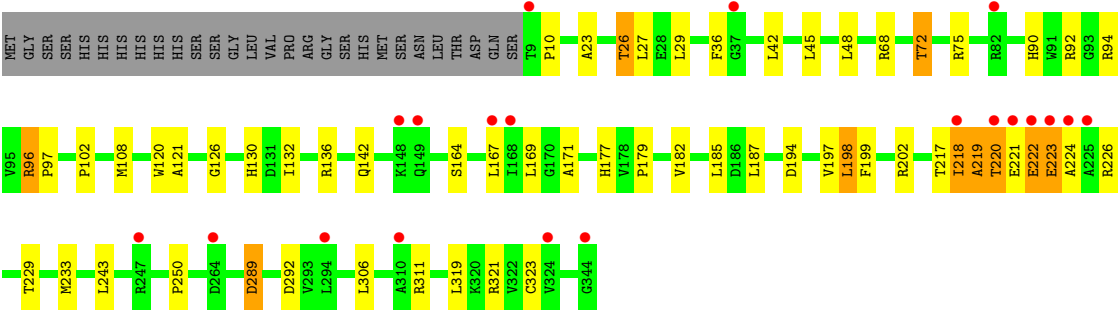 MET GLY SER SER HIS HIS HIS HIS HIS HIS SER SER GLY LEU VAL PRO ARG GLY SER HIS MET SER ASN LEU THR ASP GLN SER T9 P10 A23 T26 L27 E28 L29 F36 G37 L42 L45 L48 R68 T72 R75 R82 H90 W91 R92 G93 R94
V95 R96 P97 P102 M108 W120 A121 G126 H130 D131 I132 R136 Q142 K148 Q149 S164 L167 I168 L169 G170 A171 H177 V178 P179 V182 L185 D186 L187 D194 V197 L198 F199 R202 T217 I218 A219 T220 E221 E222 E223 A224 A225 R226
T229 M233 L243 R247 P250 D264 D289 D292 V293 L294 L306 A310 R311 L319 K320 R321 V322 C323 V324 G344